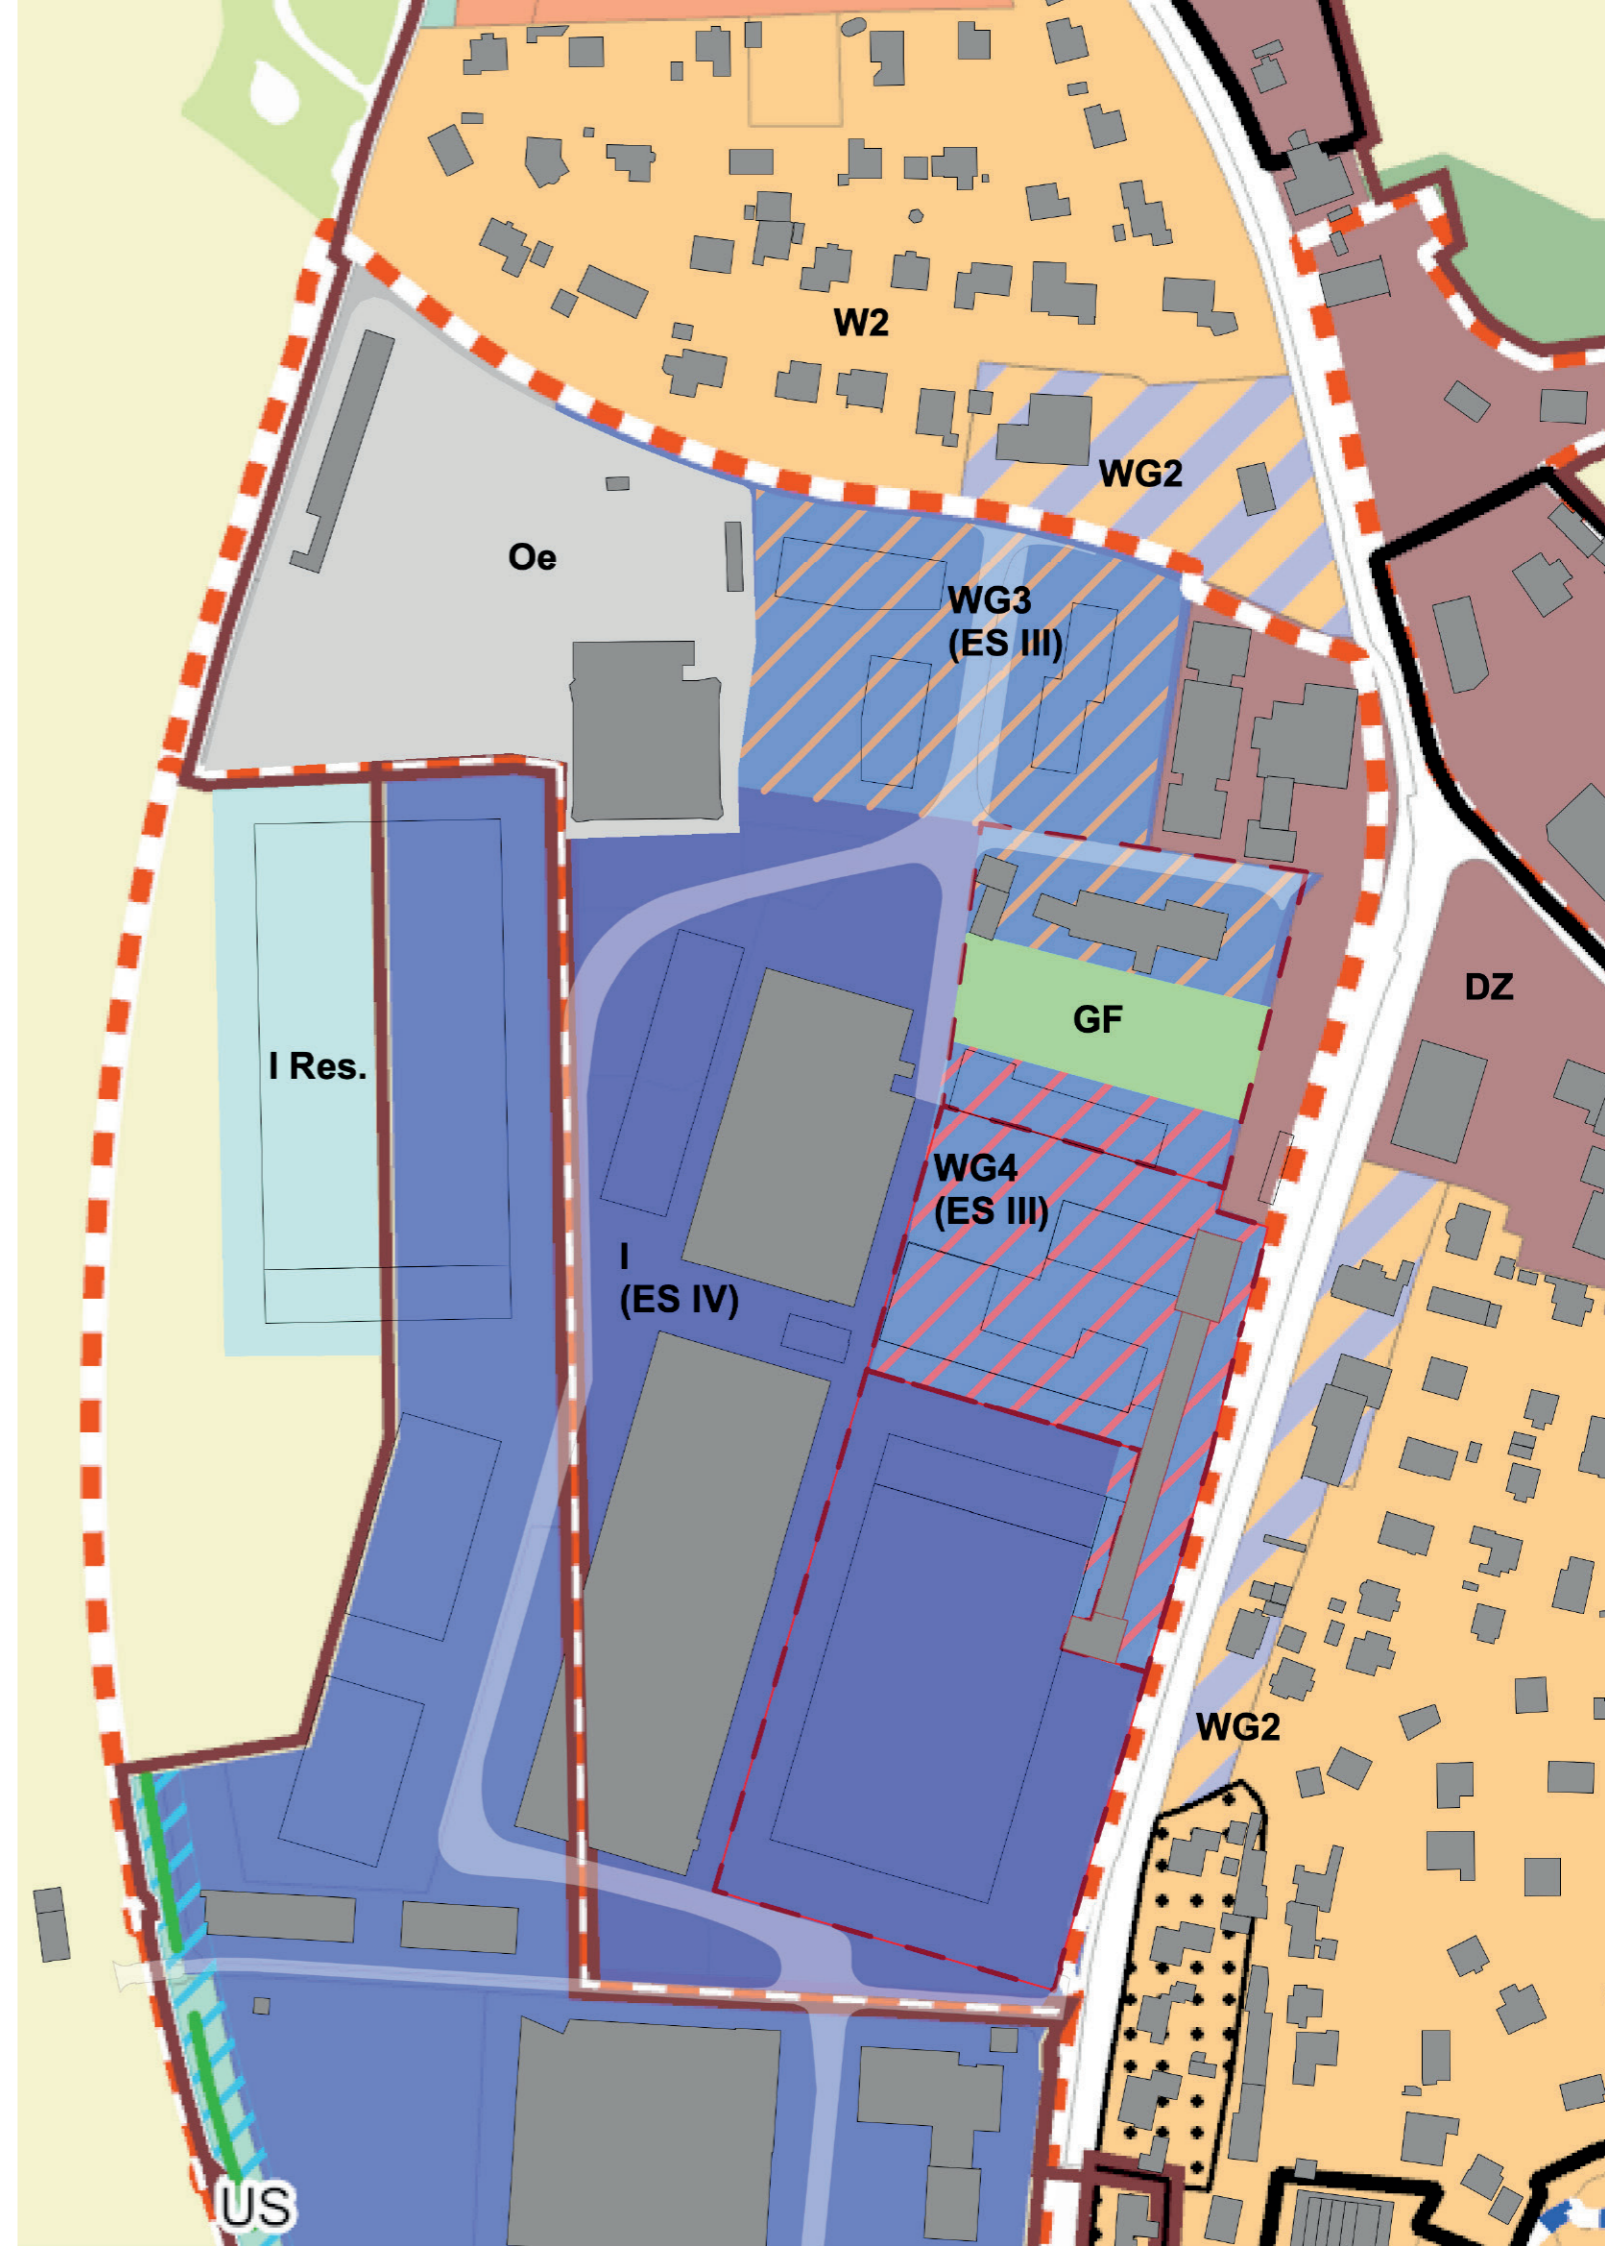 W2
WG2
Oe
WG3
(ES III)
DZ
GF
I Res.
WG4
(ES III)
I
(ES IV)
WG2
US